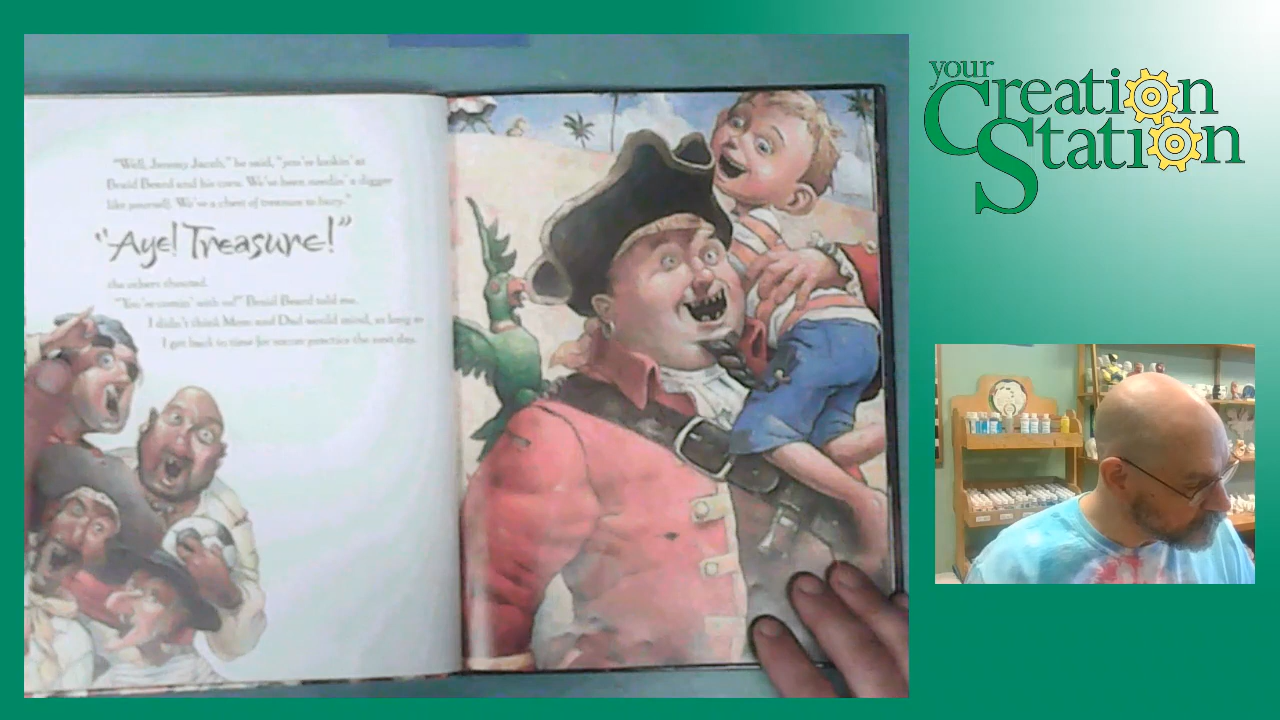 "Well, Jeremy Jacob," he said, "you're lookin' at
Braid Beard and his crew. We've been needin' a digger
like yourself. We've a chest of treasure to bury."
"Aye! Treasure!"
the others shouted.
"You're comin' with us!" Braid Beard told me.
I didn't think Mom and Dad would mind, as long as
I got back in time for soccer practice the next day.
your
Creation
Station